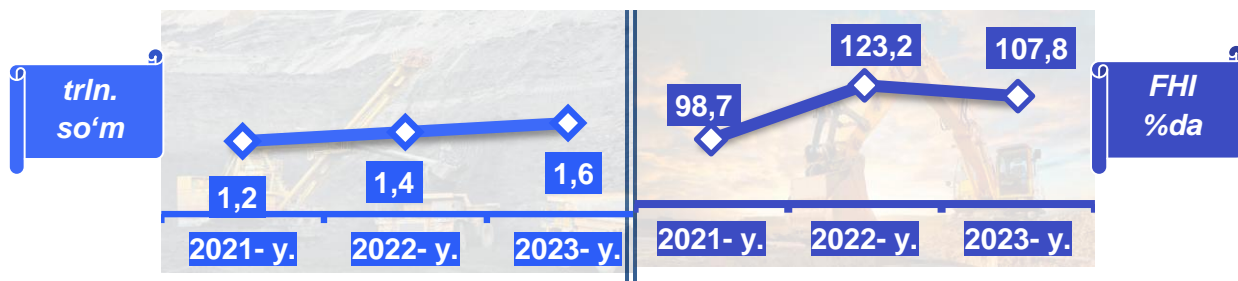 trln.
so‘m
1,2
1,4
1,6
2021- y.
2022- y.
2023- y.
98,7
123,2
107,8
2021- y.
2022- y.
2023- y.
FHI
%da